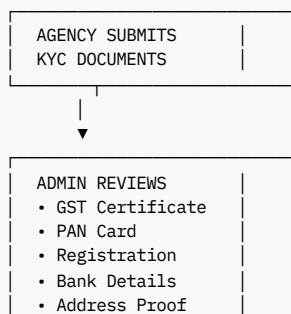 AGENCY SUBMITS
KYC DOCUMENTS
ADMIN REVIEWS
• GST Certificate
• PAN Card
• Registration
• Bank Details
• Address Proof